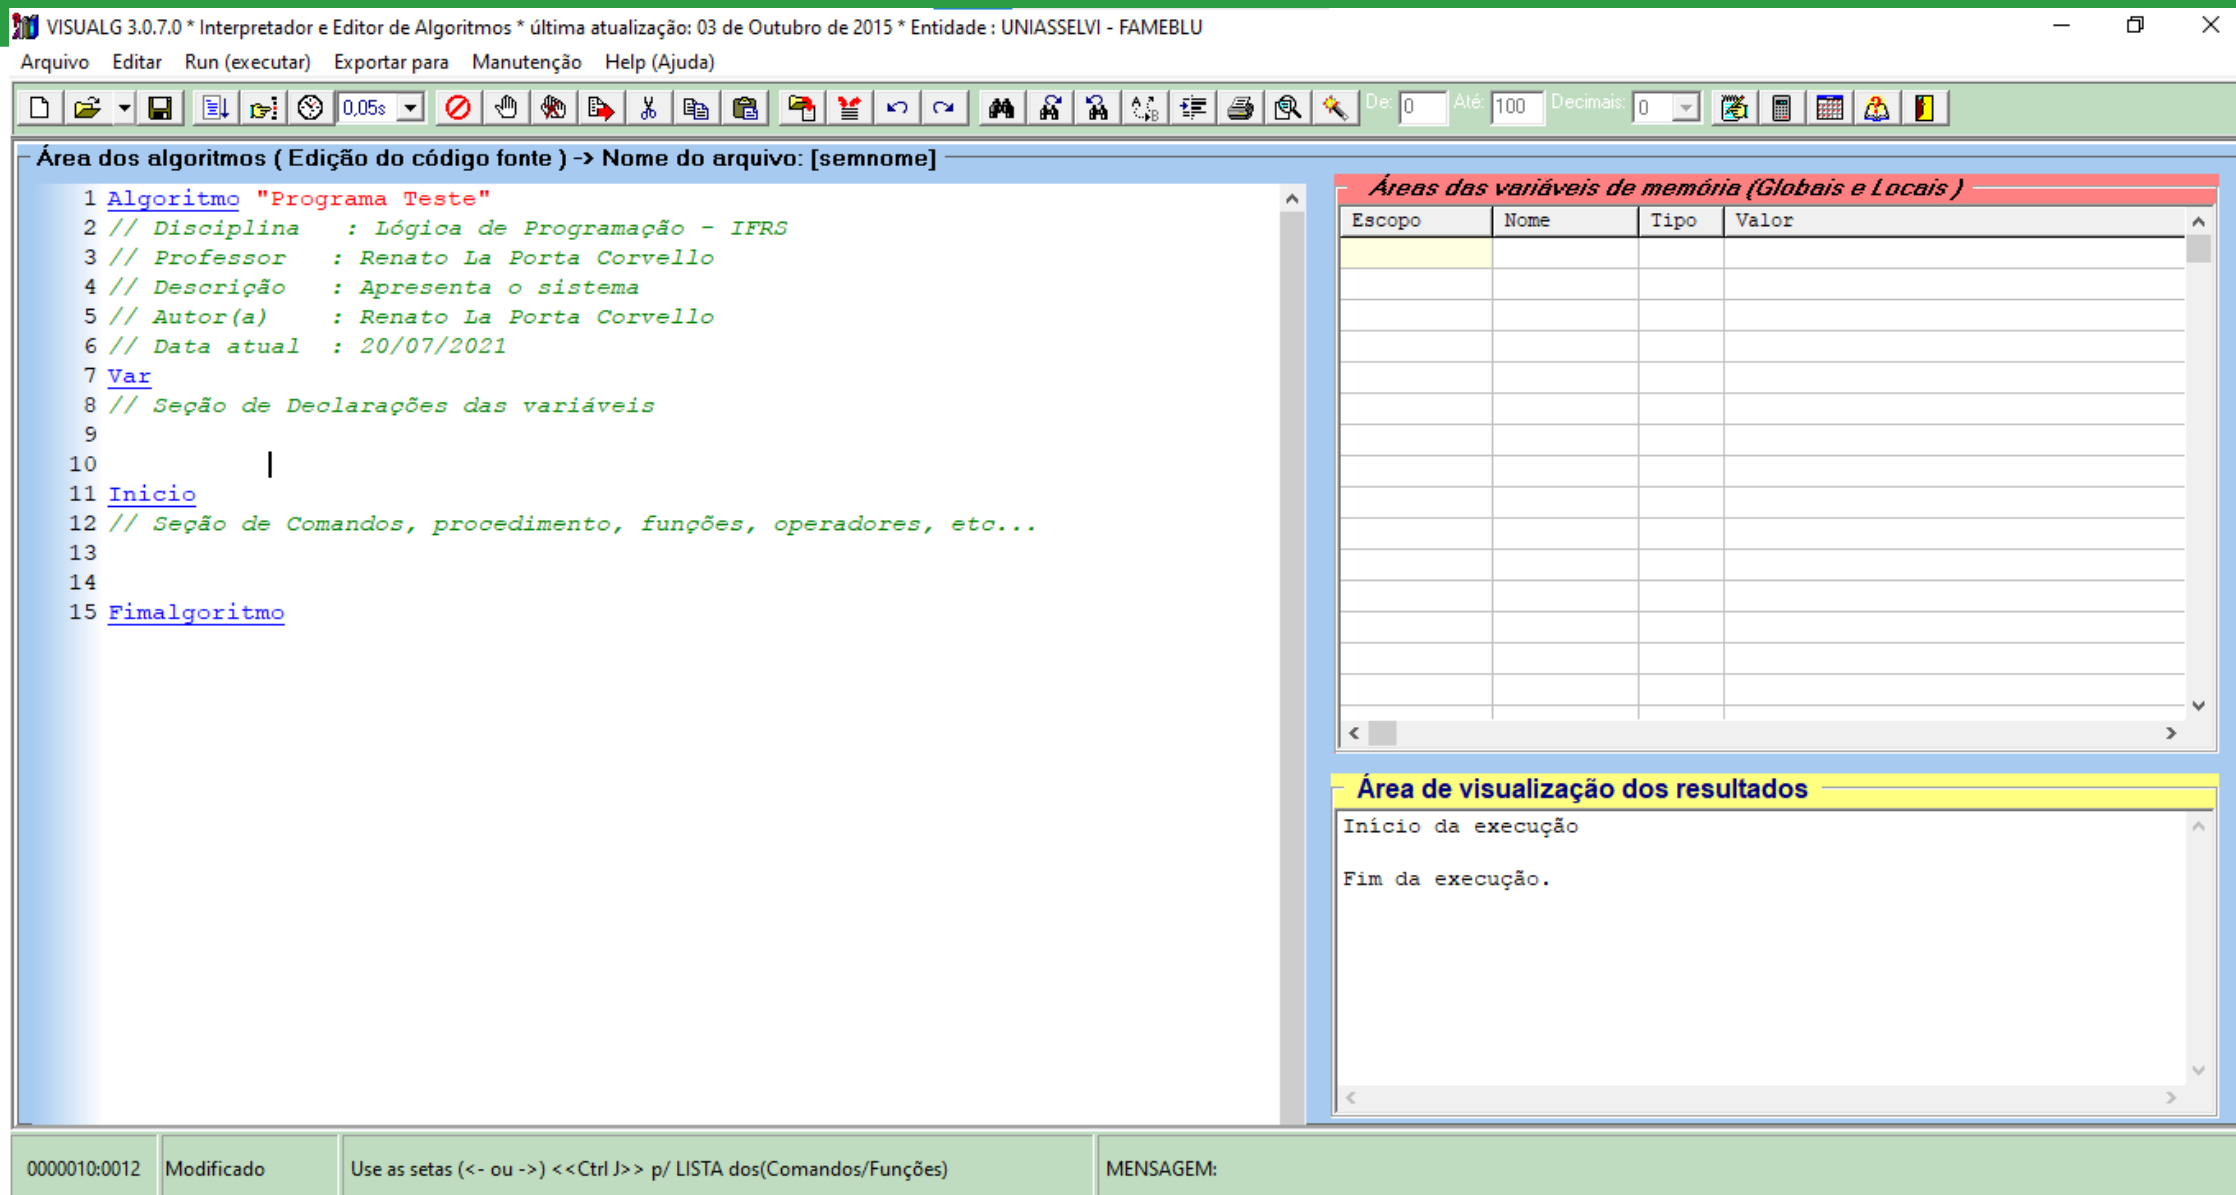 VISUALG 3.0.7.0 * Interpretador e Editor de Algoritmos * última atualização: 03 de Outubro de 2015 * Entidade : UNIASSELVI - FAMEBLU
Arquivo Editar Run (executar) Exportar para Manutenção Help (Ajuda)
0,05s De: 0 Até: 100 Decimais: 0
Área dos algoritmos ( Edição do código fonte ) -> Nome do arquivo: [semnome]
1 Algoritmo "Programa Teste"
2 // Disciplina   : Lógica de Programação - IFRS
3 // Professor   : Renato La Porta Corvello
4 // Descrição   : Apresenta o sistema
5 // Autor(a)    : Renato La Porta Corvello
6 // Data atual  : 20/07/2021
7 Var
8 // Seção de Declarações das variáveis
9
10
11 Inicio
12 // Seção de Comandos, procedimento, funções, operadores, etc...
13
14
15 Fimalgoritmo
Áreas das variáveis de memória (Globais e Locais )
Escopo Nome Tipo Valor
Área de visualização dos resultados
Início da execução
Fim da execução.
0000010:0012 Modificado Use as setas (<- ou ->) <<Ctrl J>> p/ LISTA dos(Comandos/Funções) MENSAGEM: